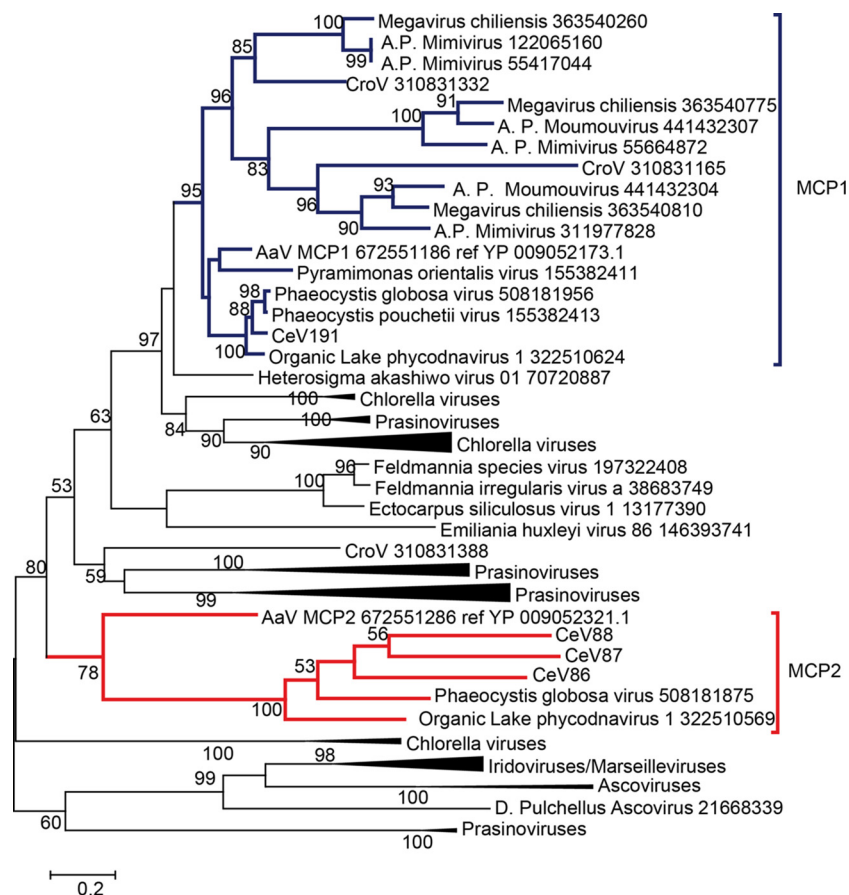 100
Megavirus chiliensis 363540260
85
A.P. Mimivirus 122065160
99
A.P. Mimivirus 55417044
CroV 310831332
96
91
Megavirus chiliensis 363540775
100
A. P. Moumouvirus 441432307
A. P. Mimivirus 55664872
83
CroV 310831165
MCP1
95
93
A. P. Moumouvirus 441432304
96
Megavirus chiliensis 363540810
90
A.P. Mimivirus 311977828
AaV MCP1 672551186 ref YP 009052173.1
Pyramimonas orientalis virus 155382411
98
Phaeocystis globosa virus 508181956
88
Phaeocystis pouchetii virus 155382413
CeV191
100
Organic Lake phycodnavirus 1 322510624
97
Heterosigma akashiwo virus 01 70720887
100
Chlorella viruses
100
Prasinoviruses
84
90
90
Chlorella viruses
63
96
Feldmannia species virus 197322408
100
Feldmannia irregularis virus a 38683749
53
Ectocarpus siliculosus virus 1 13177390
Emiliania huxleyi virus 86 146393741
CroV 310831388
80
59
100
Prasinoviruses
99
Prasinoviruses
AaV MCP2 672551286 ref YP 009052321.1
56
CeV88
53
CeV87
78
CeV86
MCP2
100
Phaeocystis globosa virus 508181875
Organic Lake phycodnavirus 1 322510569
100
Chlorella viruses
98
Iridoviruses/Marseilleviruses
99
Ascoviruses
100
D. Pulchellus Ascovirus 21668339
60
100
Prasinoviruses
0.2